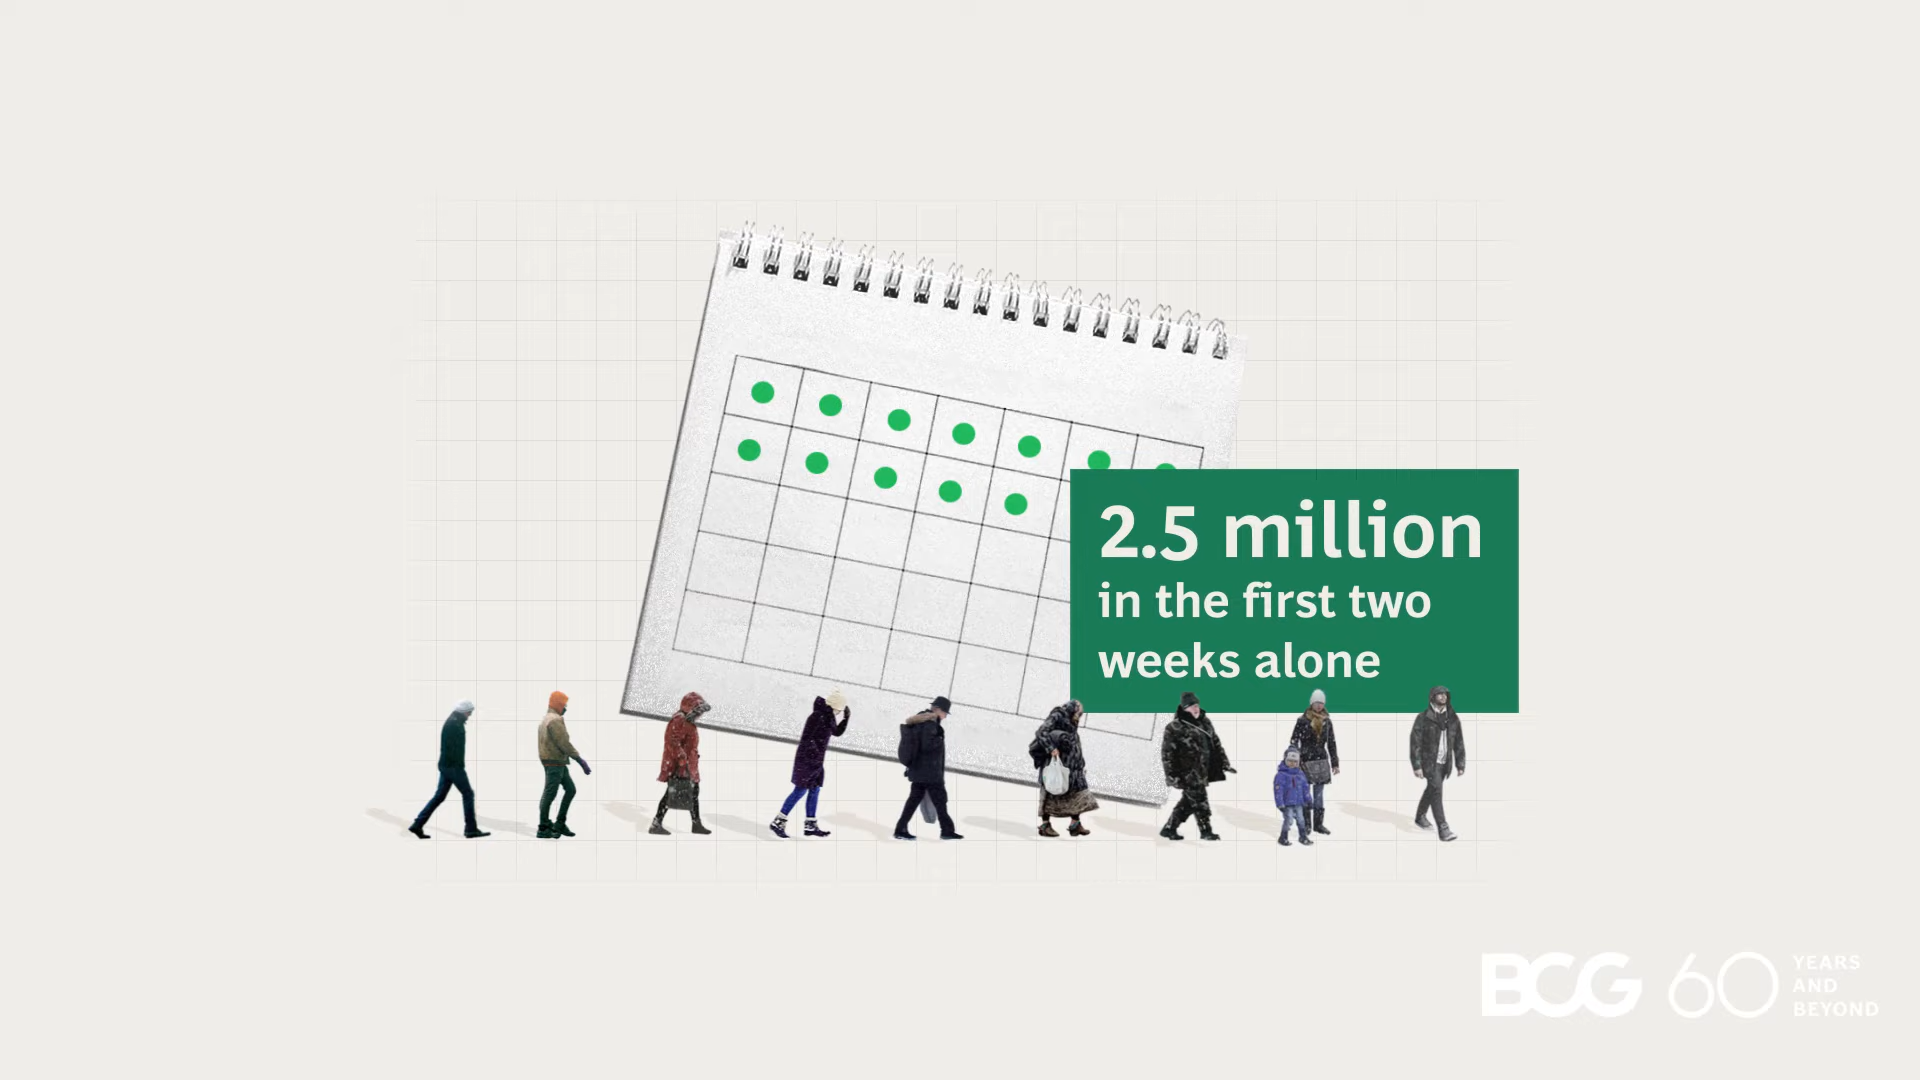 2.5 million
in the first two
weeks alone
BCG 60 YEARS
AND
BEYOND